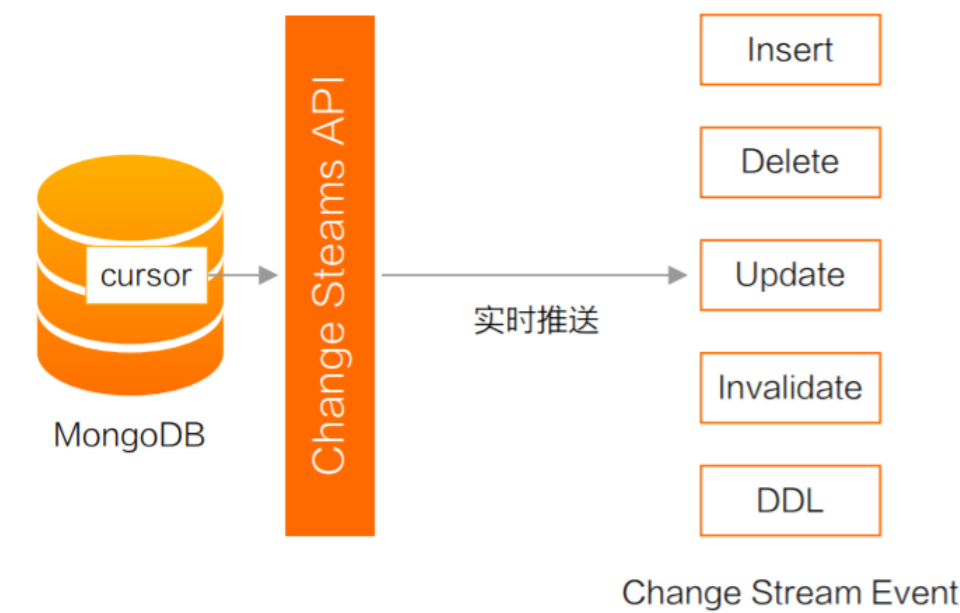 cursor
MongoDB
Change Steams API
实时推送
Insert
Delete
Update
Invalidate
DDL
Change Stream Event